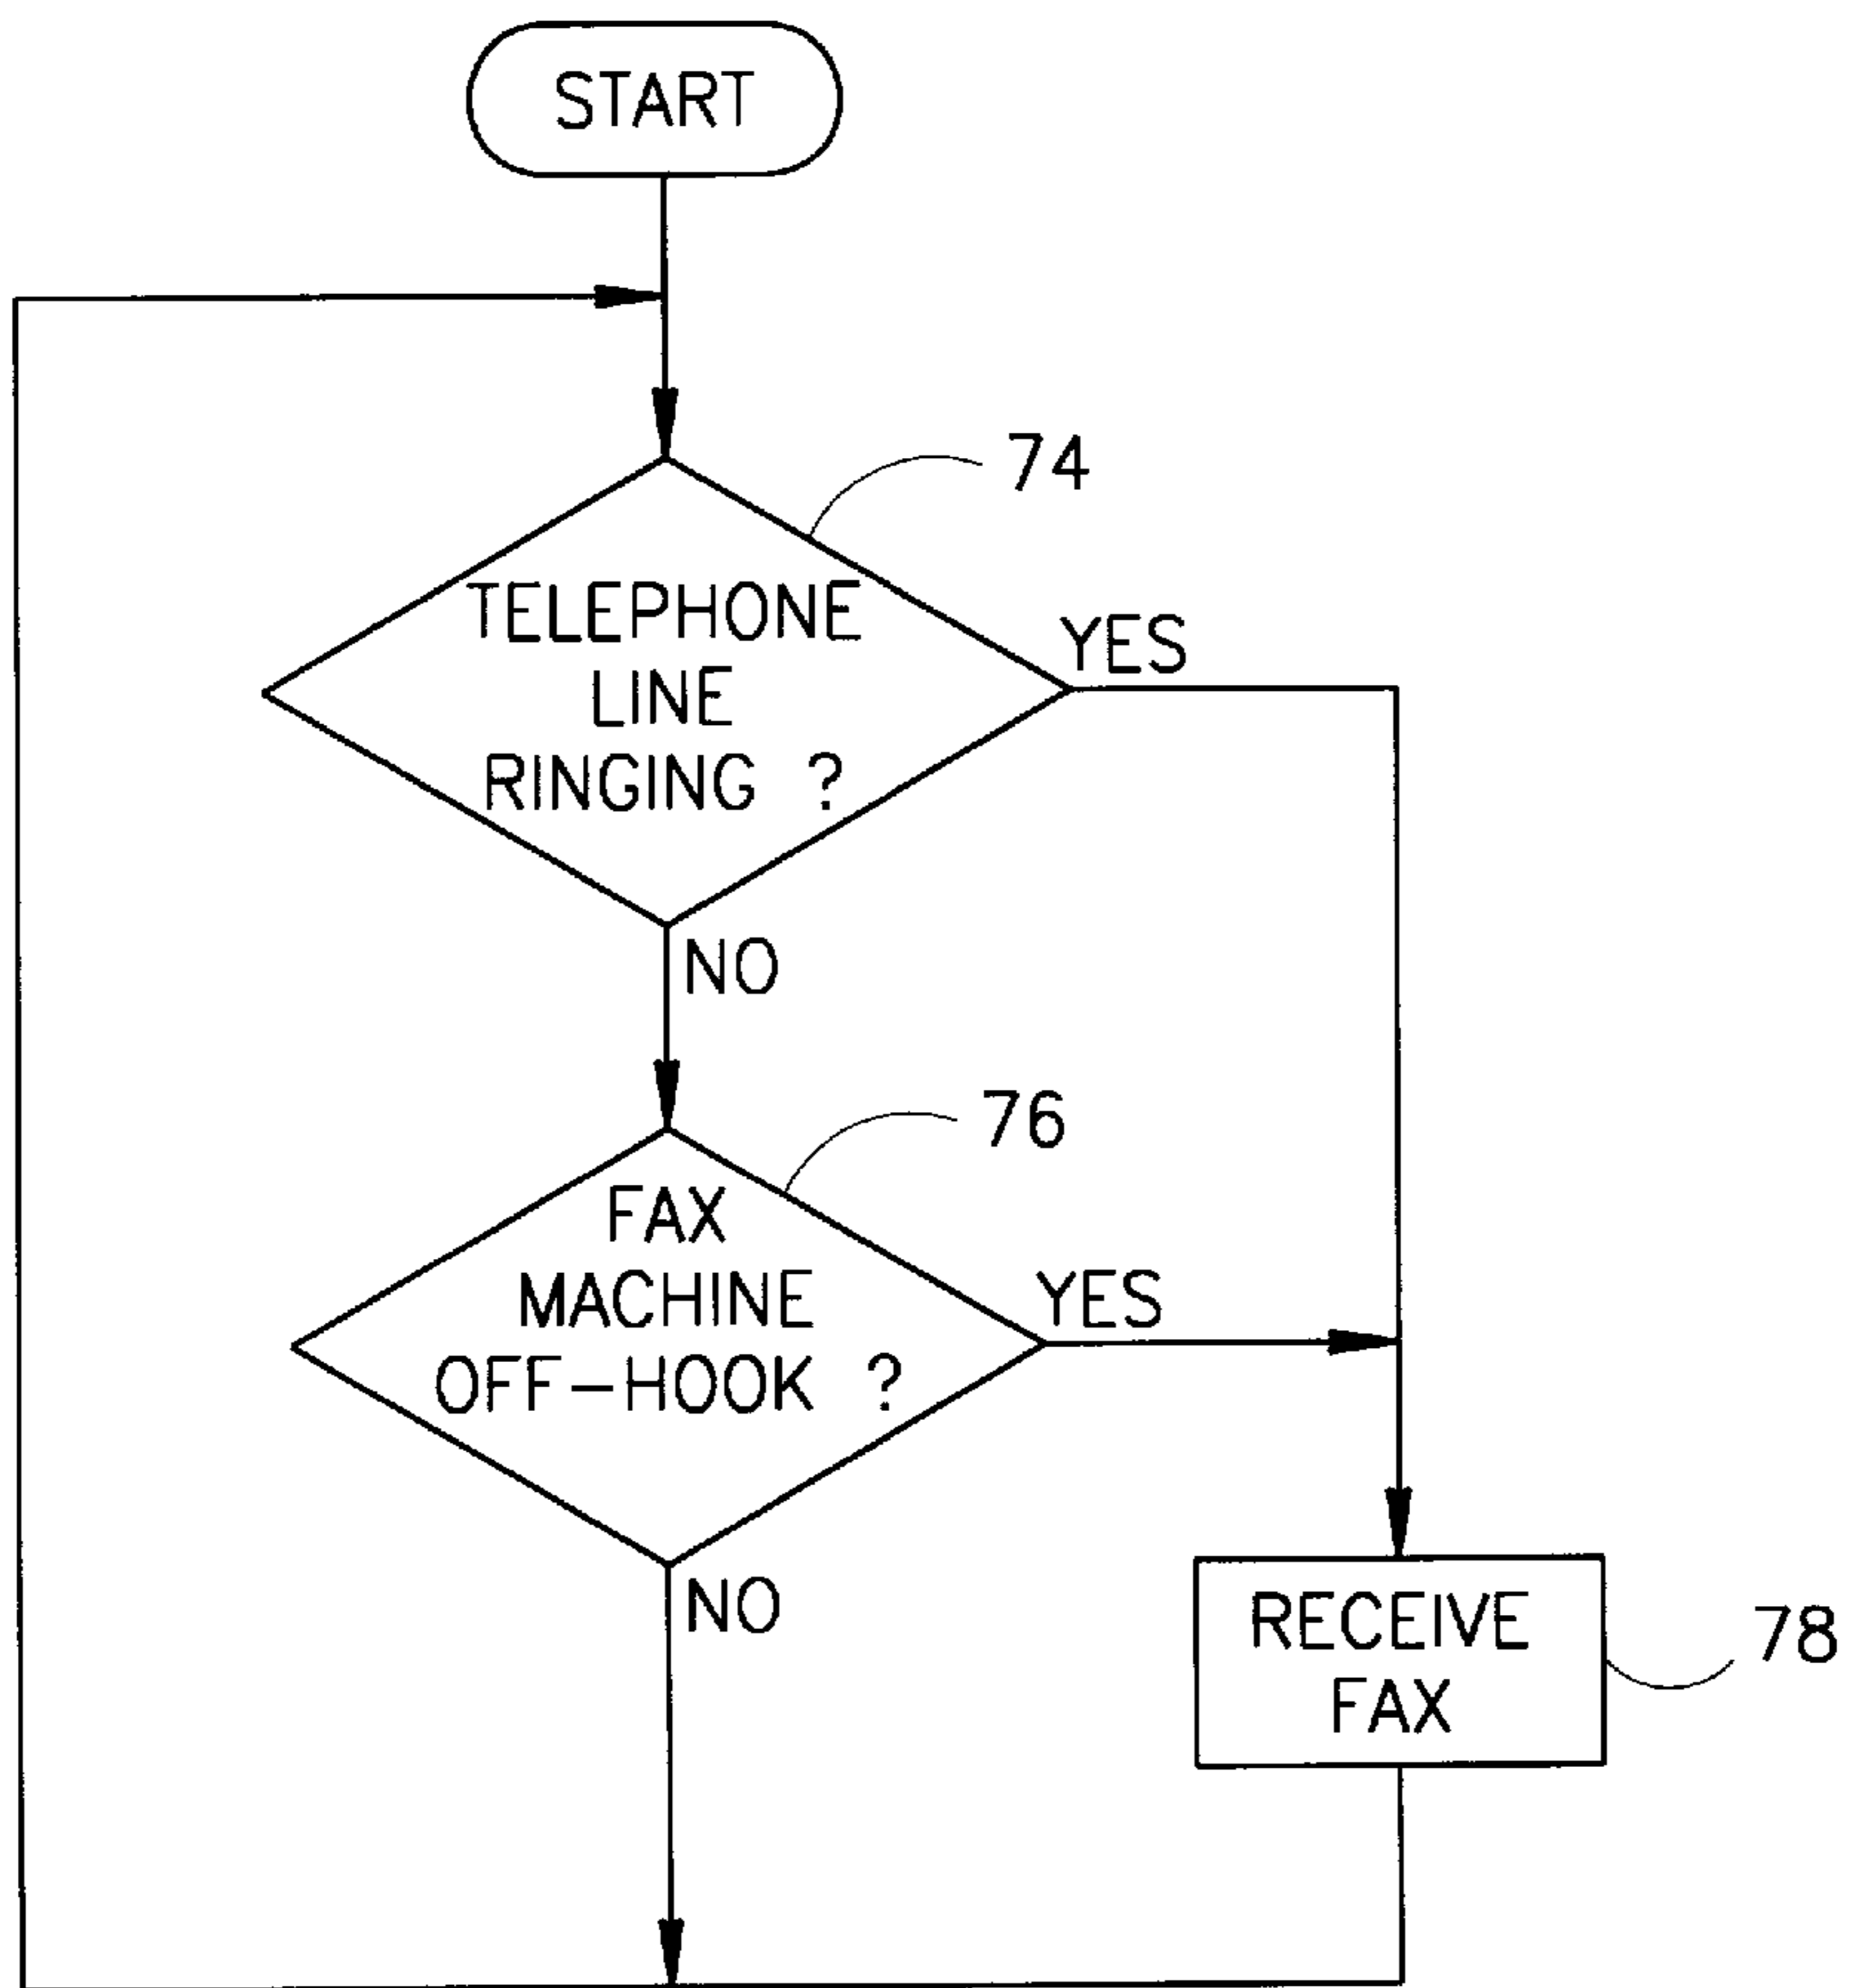 START
74
TELEPHONE
LINE
RINGING ?
YES
NO
76
FAX
MACHINE
OFF-HOOK ?
YES
NO
RECEIVE
FAX
78